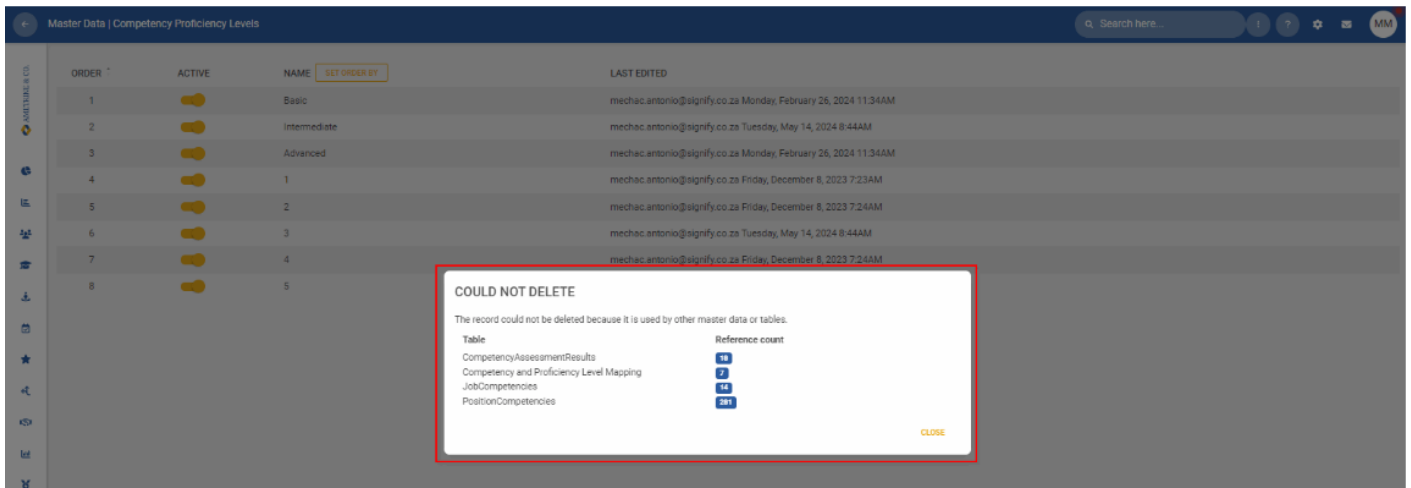 Master Data | Competency Proficiency Levels
Search here...
! ? MM
AMETRINE & CO.
ORDER ACTIVE NAME SET ORDER BY LAST EDITED
1 Basic mechac.antonio@signify.co.za Monday, February 26, 2024 11:34AM
2 Intermediate mechac.antonio@signify.co.za Tuesday, May 14, 2024 8:44AM
3 Advanced mechac.antonio@signify.co.za Monday, February 26, 2024 11:34AM
4 1 mechac.antonio@signify.co.za Friday, December 8, 2023 7:23AM
5 2 mechac.antonio@signify.co.za Friday, December 8, 2023 7:24AM
6 3 mechac.antonio@signify.co.za Tuesday, May 14, 2024 8:44AM
7 4 mechac.antonio@signify.co.za Friday, December 8, 2023 7:24AM
8 5
COULD NOT DELETE
The record could not be deleted because it is used by other master data or tables.
Table Reference count
CompetencyAssessmentResults 18
Competency and Proficiency Level Mapping 7
JobCompetencies 14
PositionCompetencies 281
CLOSE